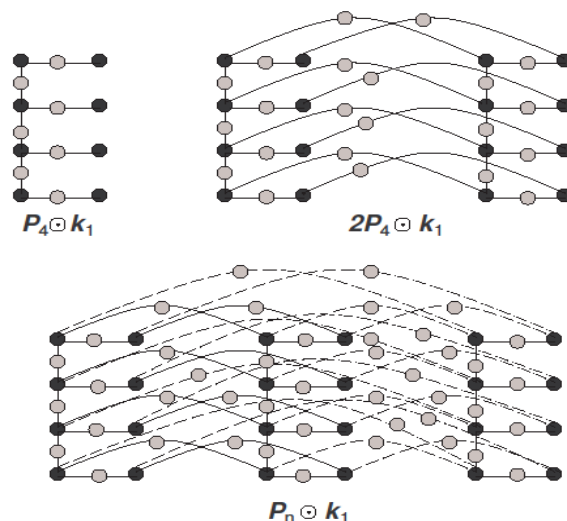 P₄ ⊙ k₁
2P₄ ⊙ k₁
Pₙ ⊙ k₁